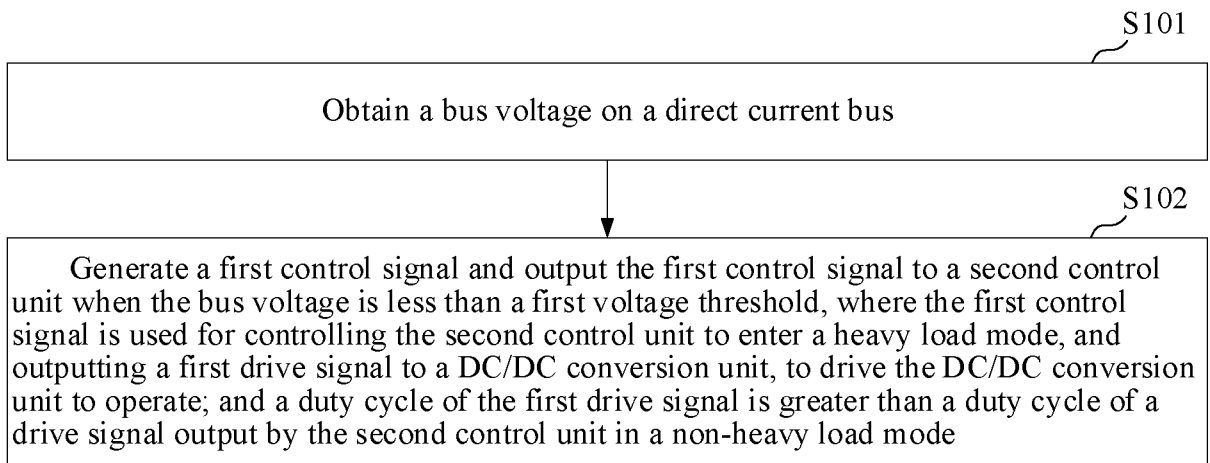 S101
Obtain a bus voltage on a direct current bus
S102
Generate a first control signal and output the first control signal to a second control
unit when the bus voltage is less than a first voltage threshold, where the first control
signal is used for controlling the second control unit to enter a heavy load mode, and
outputting a first drive signal to a DC/DC conversion unit, to drive the DC/DC conversion
unit to operate; and a duty cycle of the first drive signal is greater than a duty cycle of a
drive signal output by the second control unit in a non-heavy load mode